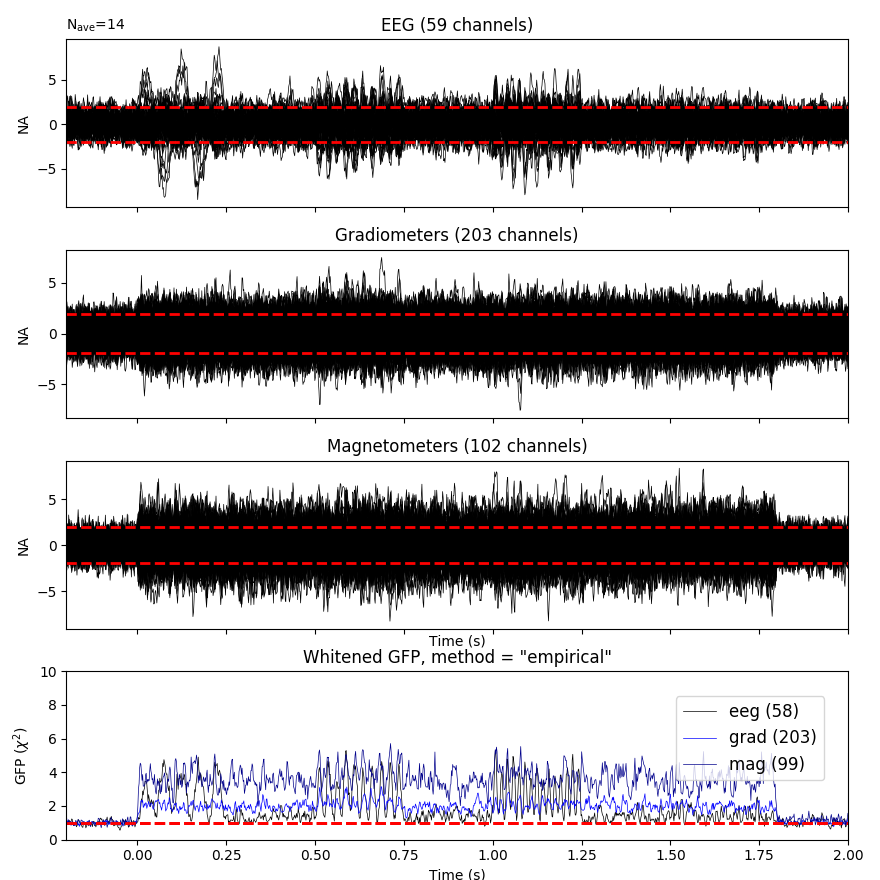 N_ave=14
EEG (59 channels)
5
0
−5
NA
Gradiometers (203 channels)
5
0
−5
NA
Magnetometers (102 channels)
5
0
−5
NA
Time (s)
Whitened GFP, method = "empirical"
10
8
6
4
2
0
GFP (χ²)
eeg (58)
grad (203)
mag (99)
0.00 0.25 0.50 0.75 1.00 1.25 1.50 1.75 2.00
Time (s)